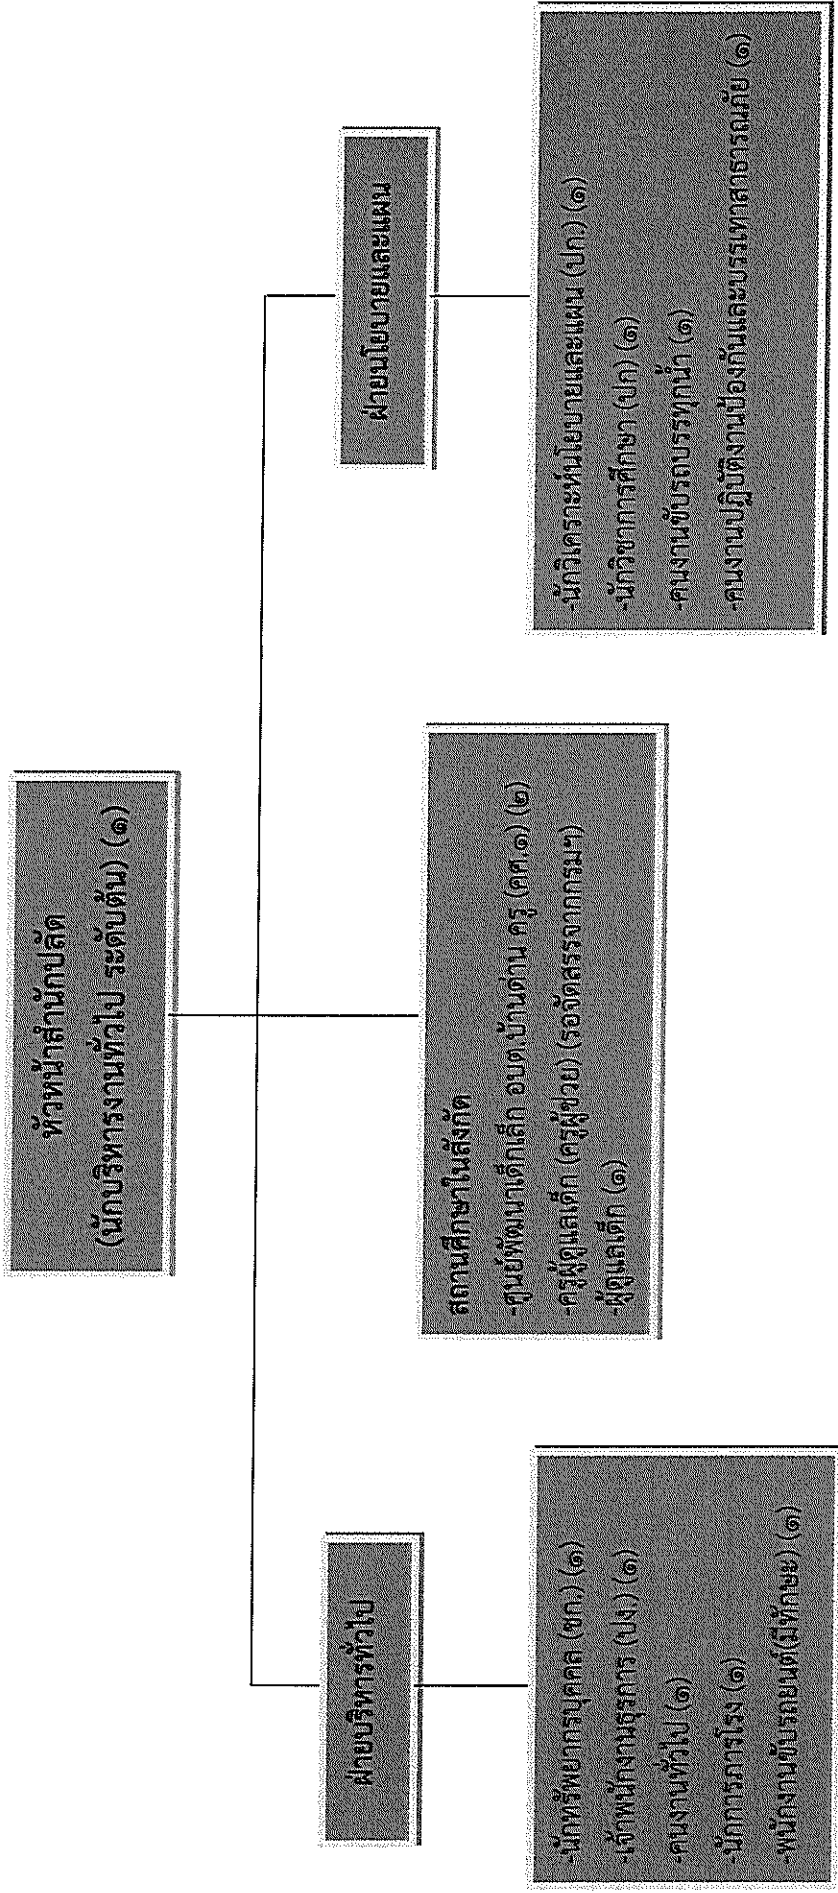 หัวหน้าสำนักปลัด
(นักบริหารงานทั่วไป ระดับต้น) (๑)
ฝ่ายบริหารทั่วไป
-นักทรัพยากรบุคคล (ชก.) (๑)
-เจ้าพนักงานธุรการ (ปง.) (๑)
-คนงานทั่วไป (๑)
-นักการภารโรง (๑)
-พนักงานขับรถยนต์(มีทักษะ) (๑)
สถานศึกษาในสังกัด
-ศูนย์พัฒนาเด็กเล็ก อบต.บ้านด่าน ครู (คศ.๑) (๒)
-ครูผู้ดูแลเด็ก (ครูผู้ช่วย) (รอจัดสรรจากกรมฯ)
-ผู้ดูแลเด็ก (๑)
ฝ่ายนโยบายและแผน
-นักวิเคราะห์นโยบายและแผน (ปก.) (๑)
-นักวิชาการศึกษา (ปก) (๑)
-คนงานขับรถบรรทุกน้ำ (๑)
-คนงานปฏิบัติงานป้องกันและบรรเทาสาธารณภัย (๑)